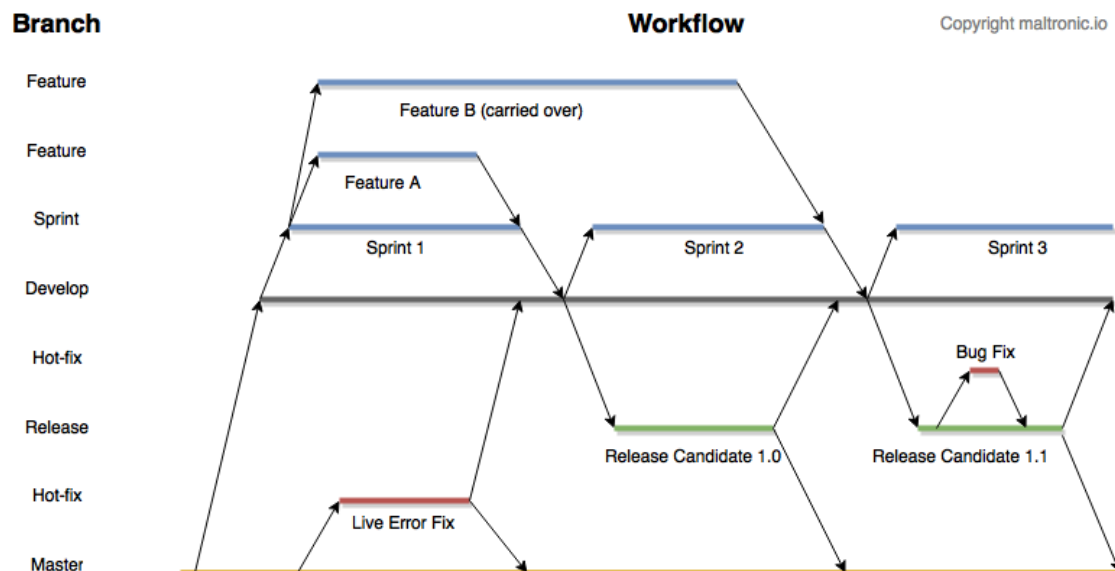 Branch
Workflow
Copyright maltronic.io
Feature
Feature B (carried over)
Feature
Feature A
Sprint
Sprint 1
Sprint 2
Sprint 3
Develop
Hot-fix
Bug Fix
Release
Release Candidate 1.0
Release Candidate 1.1
Hot-fix
Live Error Fix
Master